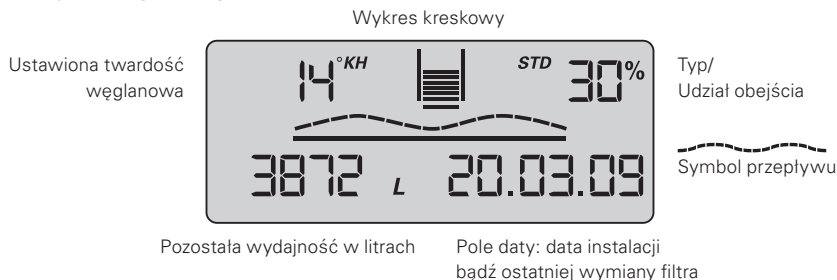 Wykres kreskowy
Ustawiona twardość
węglanowa
14 °KH STD 30%
Typ/
Udział obejścia
Symbol przepływu
3872 L 20.03.09
Pozostała wydajność w litrach
Pole daty: data instalacji
bądź ostatniej wymiany filtra